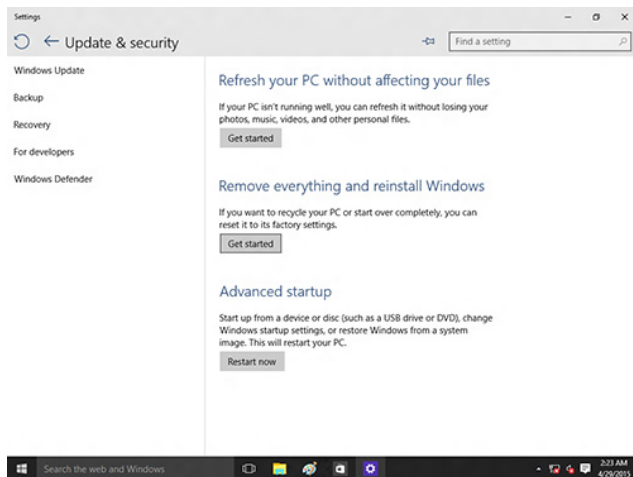 Settings
Update & security
Find a setting
Windows Update
Backup
Recovery
For developers
Windows Defender
Refresh your PC without affecting your files
If your PC isn't running well, you can refresh it without losing your
photos, music, videos, and other personal files.
Get started
Remove everything and reinstall Windows
If you want to recycle your PC or start over completely, you can
reset it to its factory settings.
Get started
Advanced startup
Start up from a device or disc (such as a USB drive or DVD), change
Windows startup settings, or restore Windows from a system
image. This will restart your PC.
Restart now
Search the web and Windows
2:23 AM
4/29/2015